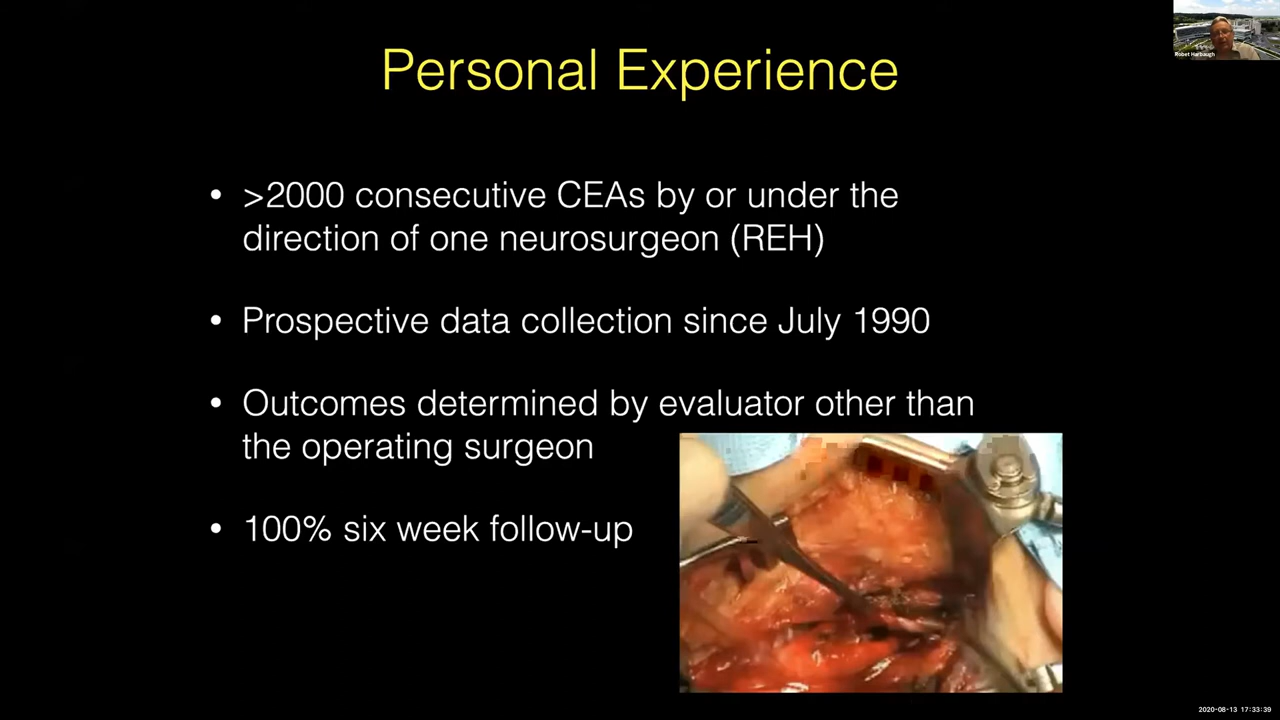 Personal Experience
Robet Harbaugh
• >2000 consecutive CEAs by or under the
direction of one neurosurgeon (REH)
• Prospective data collection since July 1990
• Outcomes determined by evaluator other than
the operating surgeon
• 100% six week follow-up
2020-08-13 17:33:39